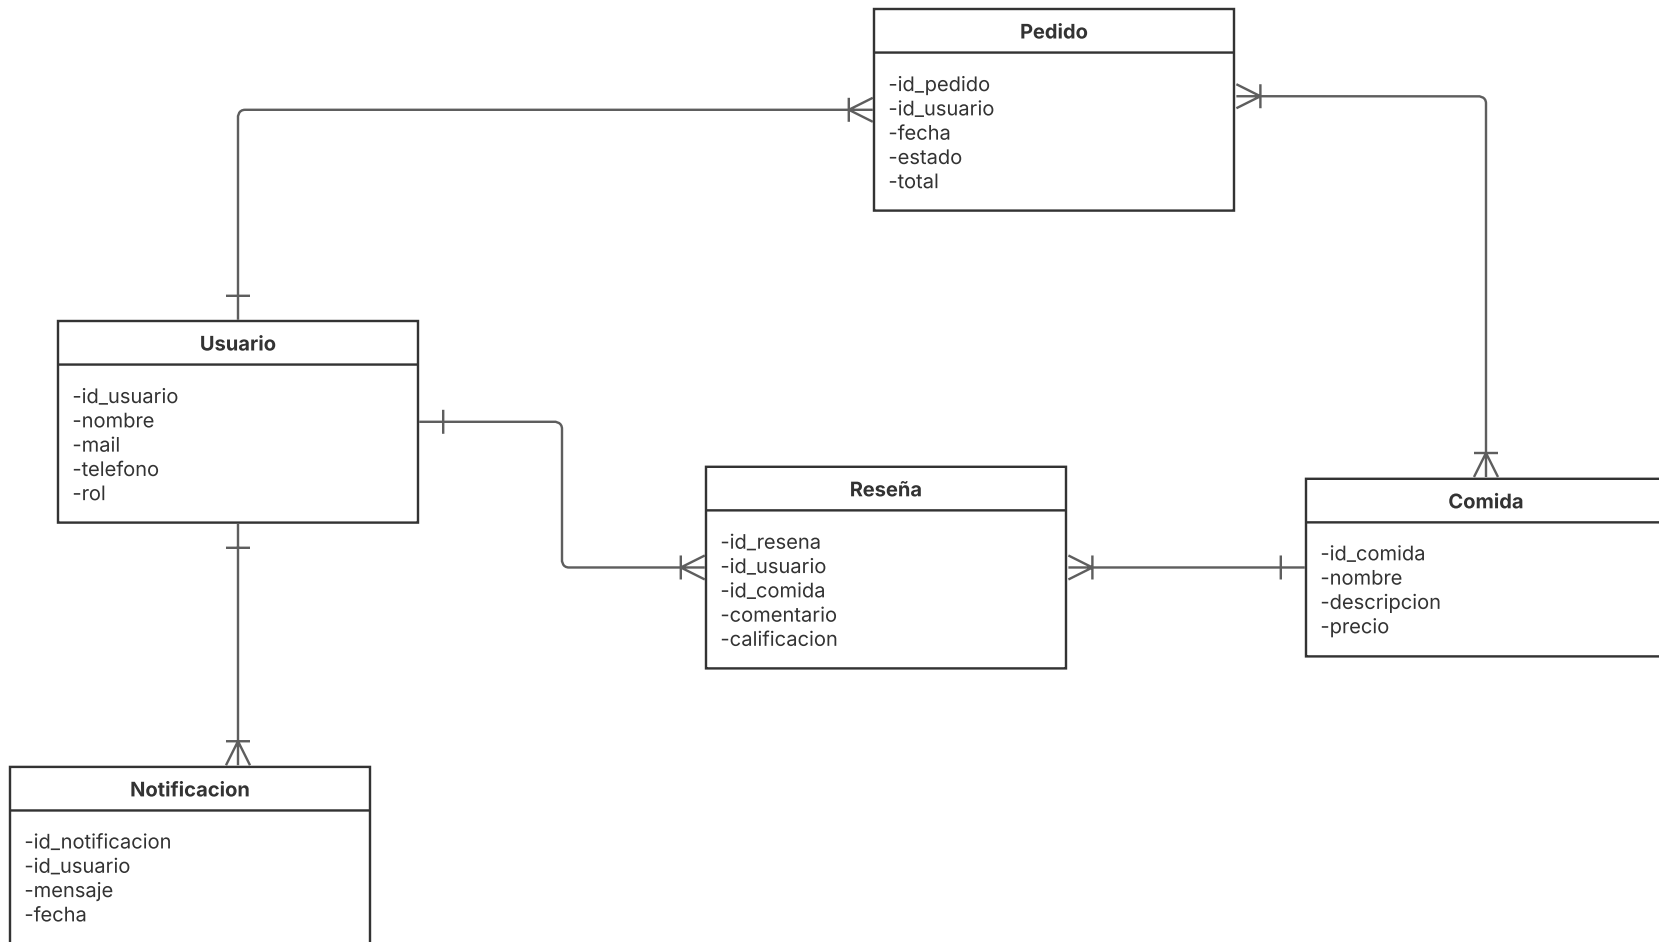 Pedido
-id_pedido
-id_usuario
-fecha
-estado
-total
Usuario
-id_usuario
-nombre
-mail
-telefono
-rol
Reseña
-id_resena
-id_usuario
-id_comida
-comentario
-calificacion
Comida
-id_comida
-nombre
-descripcion
-precio
Notificacion
-id_notificacion
-id_usuario
-mensaje
-fecha